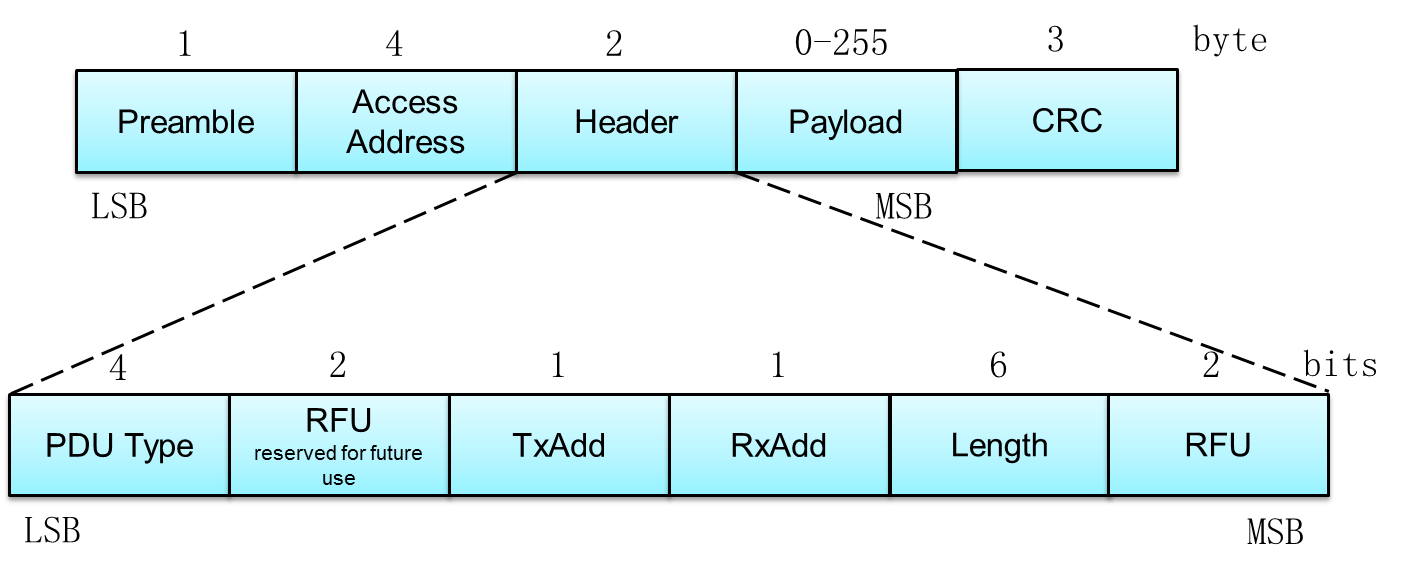 1 4 2 0-255 3 byte
Preamble Access Address Header Payload CRC
LSB MSB
4 2 1 1 6 2 bits
PDU Type RFU reserved for future use TxAdd RxAdd Length RFU
LSB MSB